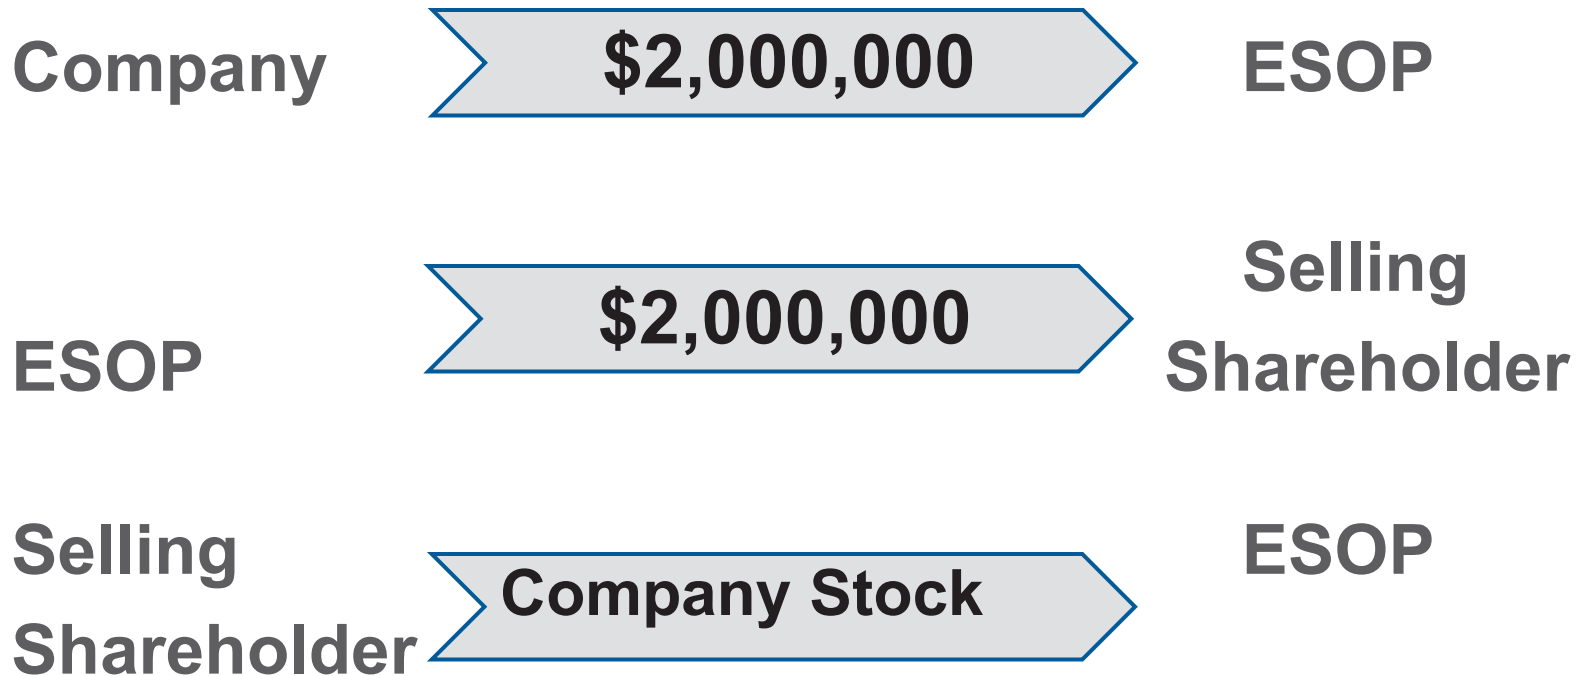 Company $2,000,000 ESOP
Selling
ESOP $2,000,000 Shareholder
Selling ESOP
Company Stock
Shareholder